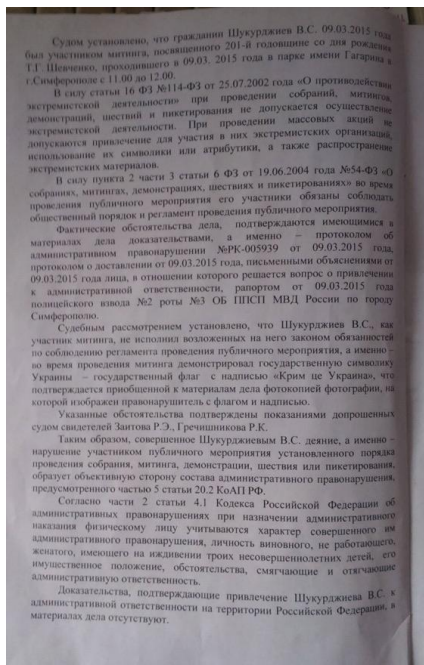 Судом установлено, что гражданин Шукурджиев В.С. 09.03.2015 года
был участником митинга, посвященного 201-й годовщине со дня рождения
Т.Г. Шевченко, проходившего в 09.03. 2015 года в парке имени Гагарина в
г.Симферополе с 11.00 до 12.00.
В силу статьи 16 ФЗ №114-ФЗ от 25.07.2002 года «О противодействии
экстремистской деятельности» при проведении собраний, митингов,
демонстраций, шествий и пикетирования не допускается осуществление
экстремистской деятельности. При проведении массовых акций не
допускаются привлечение для участия в них экстремистских организаций,
использование их символики или атрибутики, а также распространение
экстремистских материалов.
В силу пункта 2 части 3 статьи 6 ФЗ от 19.06.2004 года №54-ФЗ «О
собраниях, митингах, демонстрациях, шествиях и пикетированиях» во время
проведения публичного мероприятия его участники обязаны соблюдать
общественный порядок и регламент проведения публичного мероприятия.
Фактические обстоятельства дела, подтверждаются имеющимися в
материалах дела доказательствами, а именно – протоколом об
административном правонарушении №РК-005939 от 09.03.2015 года,
протоколом о доставлении от 09.03.2015 года, письменными объяснениями от
09.03.2015 года лица, в отношении которого решается вопрос о привлечении
к административной ответственности, рапортом от 09.03.2015 года
полицейского взвода №2 роты №3 ОБ ППСП МВД России по городу
Симферополю.
Судебным рассмотрением установлено, что Шукурджиев В.С., как
участник митинга, не исполнил возложенных на него законом обязанностей
по соблюдению регламента проведения публичного мероприятия, а именно –
во время проведения митинга демонстрировал государственную символику
Украины – государственный флаг с надписью «Крим це Украина», что
подтверждается приобщенной к материалам дела фотокопией фотографии, на
которой изображен правонарушитель с флагом и надписью.
Указанные обстоятельства подтверждены показаниями допрошенных
судом свидетелей Заитова Р.Э., Гречишникова Р.К.
Таким образом, совершенное Шукурджиевым В.С. деяние, а именно –
нарушение участником публичного мероприятия установленного порядка
проведения собрания, митинга, демонстрации, шествия или пикетирования,
образует объективную сторону состава административного правонарушения,
предусмотренного частью 5 статьи 20.2 КоАП РФ.
Согласно части 2 статьи 4.1 Кодекса Российской Федерации об
административных правонарушениях при назначении административного
наказания физическому лицу учитываются характер совершенного им
административного правонарушения, личность виновного, не работающего,
женатого, имеющего на иждивении троих несовершеннолетних детей, его
имущественное положение, обстоятельства, смягчающие и отягчающие
административную ответственность.
Доказательства, подтверждающие привлечение Шукурджиева В.С. к
административной ответственности на территории Российской Федерации, в
материалах дела отсутствуют.